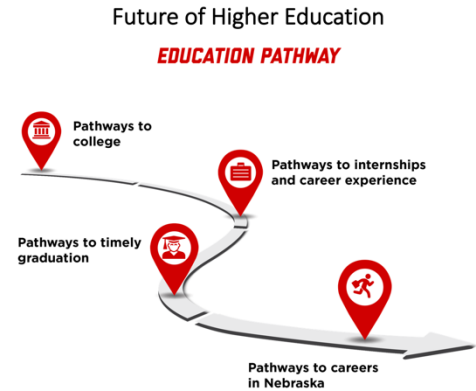 Future of Higher Education
EDUCATION PATHWAY
Pathways to
college
Pathways to internships
and career experience
Pathways to timely
graduation
Pathways to careers
in Nebraska